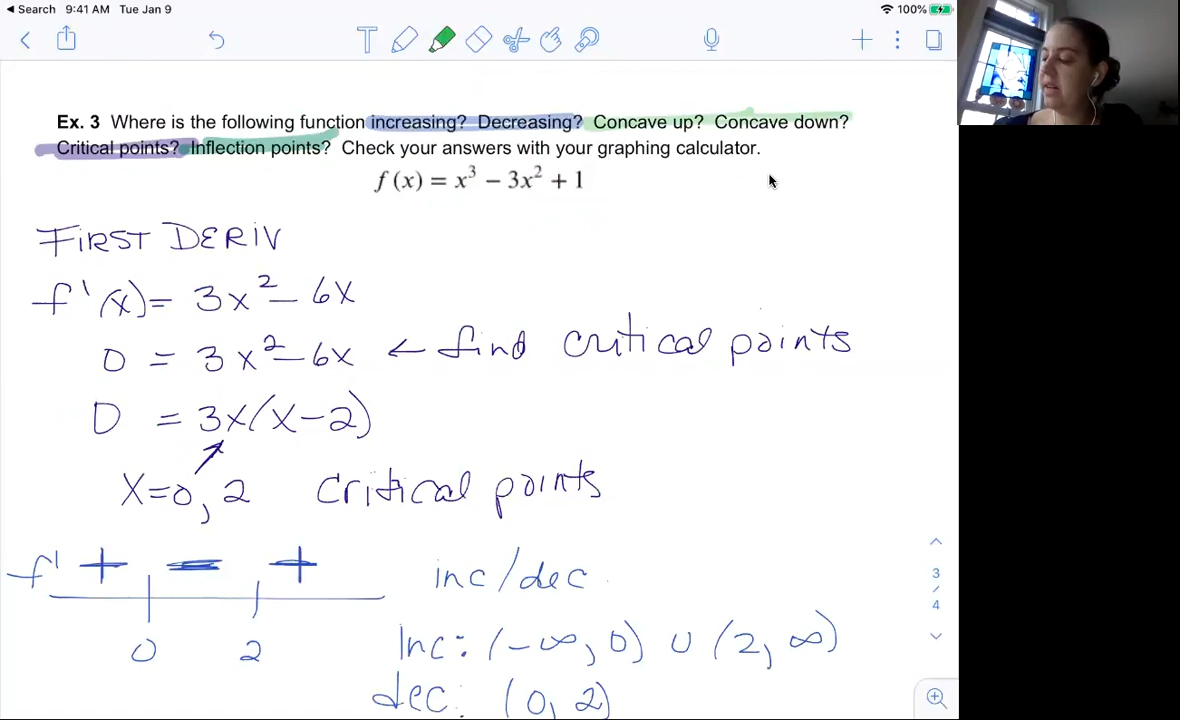 Search 9:41 AM Tue Jan 9 100%
Ex. 3 Where is the following function increasing? Decreasing? Concave up? Concave down?
Critical points? Inflection points? Check your answers with your graphing calculator.
f (x) = x³ − 3x² + 1
FIRST DERIV
f'(x) = 3x² − 6x
0 = 3x² − 6x ← find critical points
0 = 3x(x−2)
x=0, 2 critical points
f' + − + inc/dec
0 2
Inc: (−∞, 0) ∪ (2, ∞)
dec: (0, 2)
3
/
4